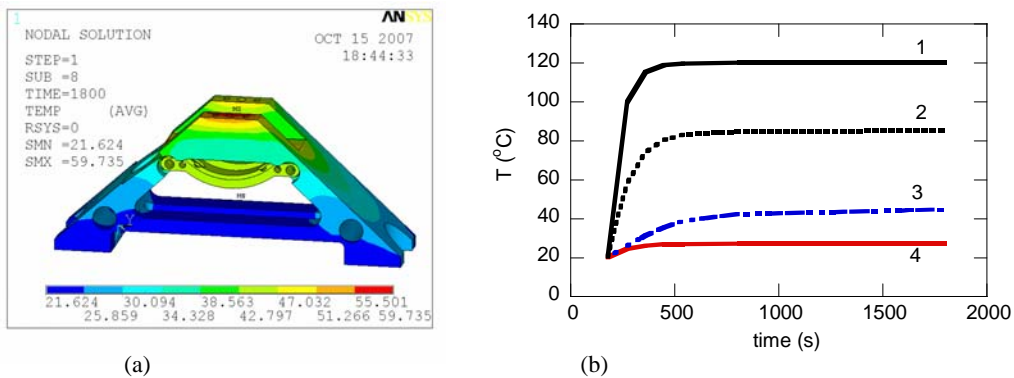 1
ANSYS
NODAL SOLUTION
OCT 15 2007
18:44:33
STEP=1
SUB =8
TIME=1800
TEMP (AVG)
RSYS=0
SMN =21.624
SMX =59.735
Y
21.624 30.094 38.563 47.032 55.501
25.859 34.328 42.797 51.266 59.735
(a)
T (°C)
140
120
100
80
60
40
20
0
1
2
3
4
0 500 1000 1500 2000
time (s)
(b)